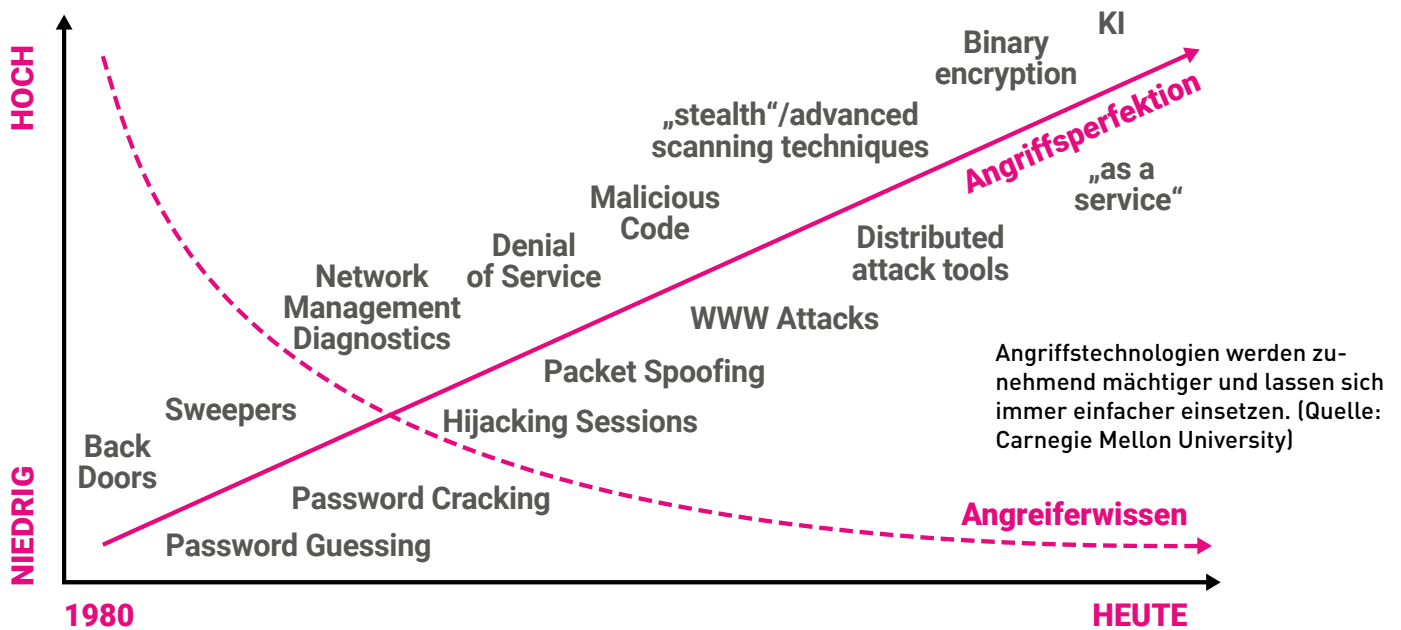 HOCH
NIEDRIG
1980
HEUTE
KI
Binary
encryption
„stealth“/advanced
scanning techniques
Angriffsperfektion
„as a
service“
Malicious
Code
Distributed
attack tools
Denial
of Service
Network
Management
Diagnostics
WWW Attacks
Packet Spoofing
Sweepers
Hijacking Sessions
Back
Doors
Password Cracking
Password Guessing
Angriffstechnologien werden zu-
nehmend mächtiger und lassen sich
immer einfacher einsetzen. (Quelle:
Carnegie Mellon University)
Angreiferwissen